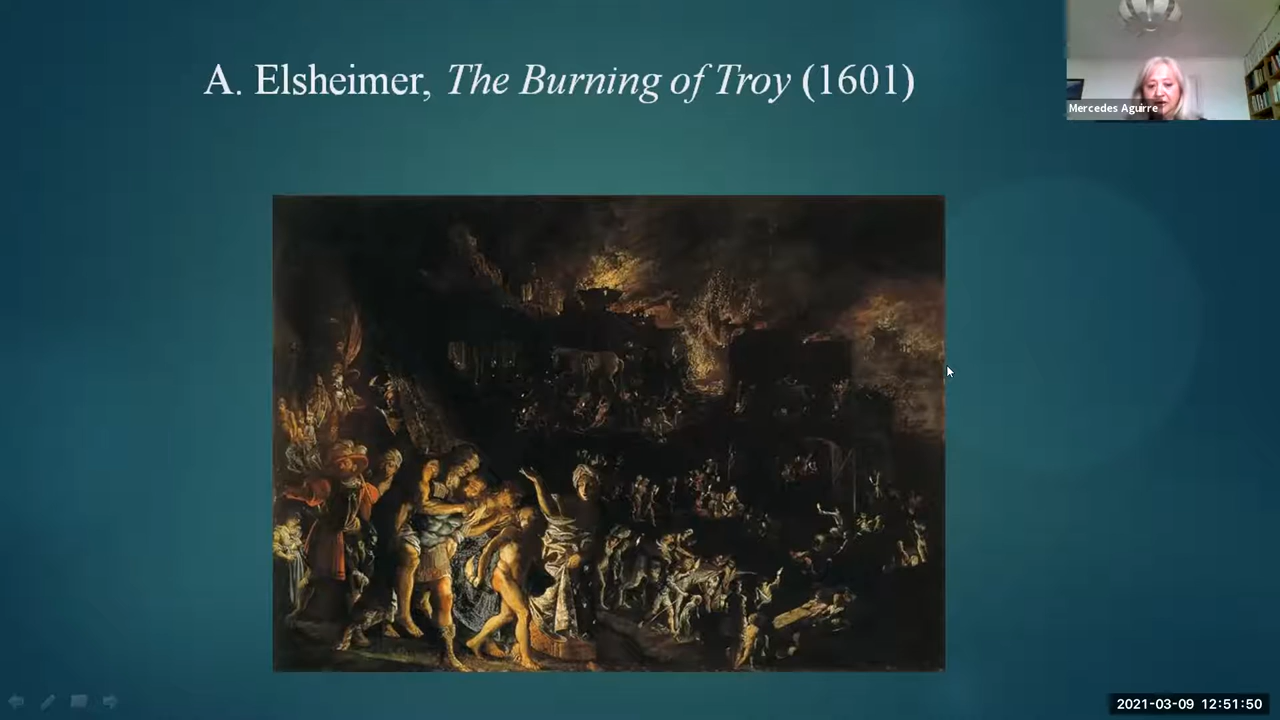 A. Elsheimer, The Burning of Troy (1601)
Mercedes Aguirre
2021-03-09 12:51:50